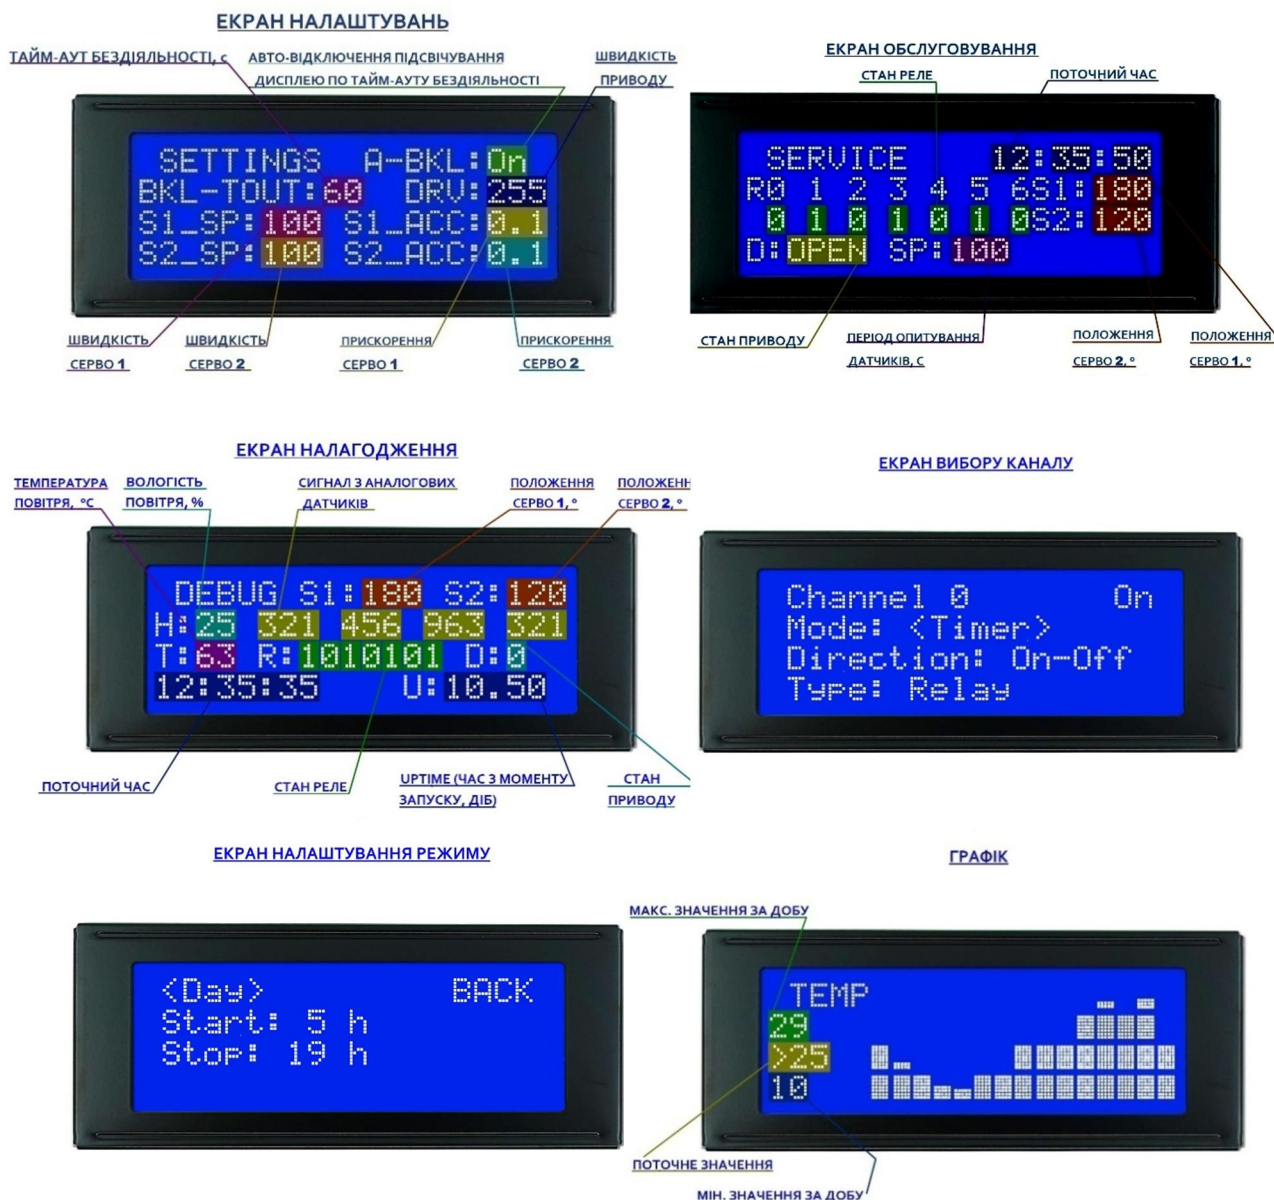 ЕКРАН НАЛАШТУВАНЬ
ТАЙМ-АУТ БЕЗДІЯЛЬНОСТІ, с
АВТО-ВІДКЛЮЧЕННЯ ПІДСВІЧУВАННЯ
ДИСПЛЕЮ ПО ТАЙМ-АУТУ БЕЗДІЯЛЬНОСТІ
ШВИДКІСТЬ
ПРИВОДУ
SETTINGS A-BKL:On
BKL-TOUT:60 DRV:255
S1_SP:100 S1_ACC:0.1
S2_SP:100 S2_ACC:0.1
ШВИДКІСТЬ
СЕРВО 1
ШВИДКІСТЬ
СЕРВО 2
ПРИСКОРЕННЯ
СЕРВО 1
ПРИСКОРЕННЯ
СЕРВО 2
ЕКРАН ОБСЛУГОВУВАННЯ
СТАН РЕЛЕ
ПОТОЧНИЙ ЧАС
SERVICE 12:35:50
R0 1 2 3 4 5 6S1:180
0 1 0 1 0 1 0S2:120
D:OPEN SP:100
СТАН ПРИВОДУ
ПЕРІОД ОПИТУВАННЯ
ДАТЧИКІВ, С
ПОЛОЖЕННЯ
СЕРВО 2, °
ПОЛОЖЕННЯ
СЕРВО 1, °
ЕКРАН НАЛАГОДЖЕННЯ
ТЕМПЕРАТУРА
ПОВІТРЯ, °С
ВОЛОГІСТЬ
ПОВІТРЯ, %
СИГНАЛ З АНАЛОГОВИХ
ДАТЧИКІВ
ПОЛОЖЕННЯ
СЕРВО 1, °
ПОЛОЖЕНН
СЕРВО 2, °
DEBUG S1:180 S2:120
H:25 321 456 963 321
T:63 R:1010101 D:0
12:35:35 U:10.50
ПОТОЧНИЙ ЧАС
СТАН РЕЛЕ
UPTIME (ЧАС З МОМЕНТУ
ЗАПУСКУ, ДІБ)
СТАН
ПРИВОДУ
ЕКРАН ВИБОРУ КАНАЛУ
Channel 0 On
Mode: <Timer>
Direction: On-Off
Type: Relay
ЕКРАН НАЛАШТУВАННЯ РЕЖИМУ
<Day> BACK
Start: 5 h
Stop: 19 h
ГРАФІК
МАКС. ЗНАЧЕННЯ ЗА ДОБУ
TEMP
29
>25
10
ПОТОЧНЕ ЗНАЧЕННЯ
МІН. ЗНАЧЕННЯ ЗА ДОБУ